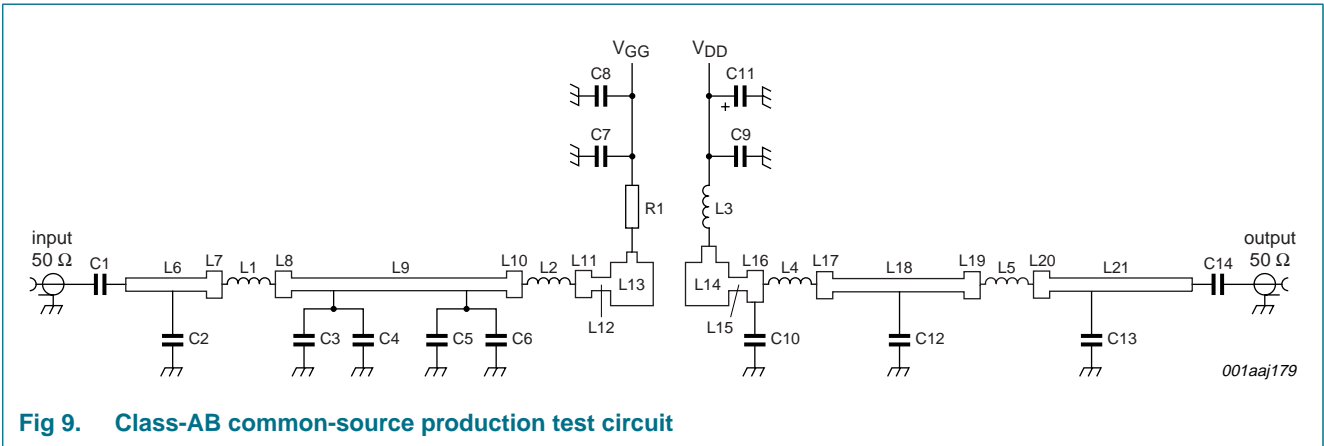 VGG
VDD
C8
C11
+
C7
C9
R1
L3
input
50 Ω
output
50 Ω
C1
L6
L7
L1
L8
L9
L10
L2
L11
L13
L14
L16
L4
L17
L18
L19
L5
L20
L21
C14
L12
L15
C2
C3
C4
C5
C6
C10
C12
C13
001aaj179
Fig 9. Class-AB common-source production test circuit